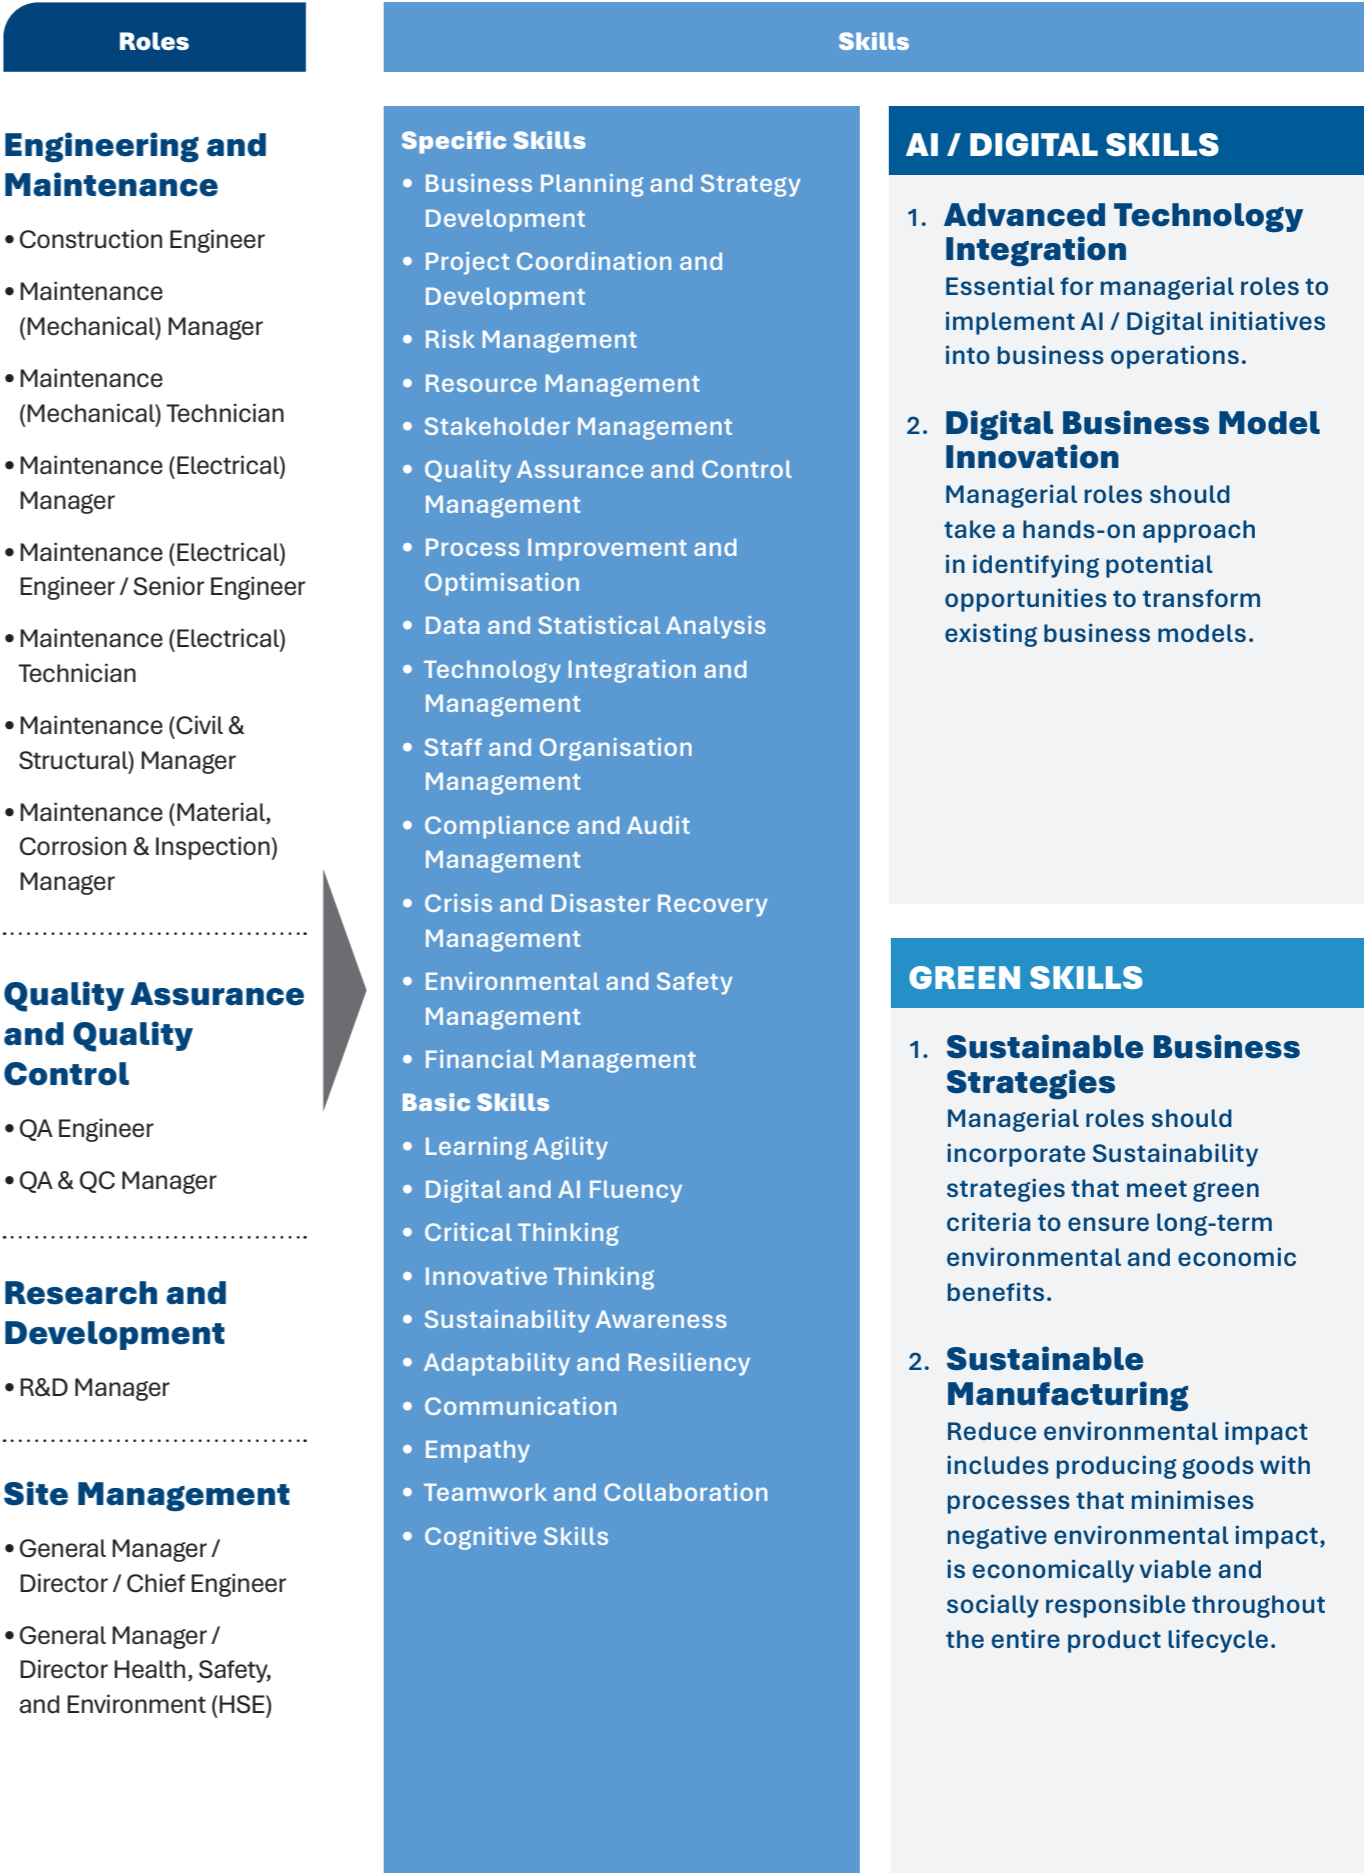 Roles
Skills
Engineering and
Maintenance
• Construction Engineer
• Maintenance
(Mechanical) Manager
• Maintenance
(Mechanical) Technician
• Maintenance (Electrical)
Manager
• Maintenance (Electrical)
Engineer / Senior Engineer
• Maintenance (Electrical)
Technician
• Maintenance (Civil &
Structural) Manager
• Maintenance (Material,
Corrosion & Inspection)
Manager
Quality Assurance
and Quality
Control
• QA Engineer
• QA & QC Manager
Research and
Development
• R&D Manager
Site Management
• General Manager /
Director / Chief Engineer
• General Manager /
Director Health, Safety,
and Environment (HSE)
Specific Skills
• Business Planning and Strategy
Development
• Project Coordination and
Development
• Risk Management
• Resource Management
• Stakeholder Management
• Quality Assurance and Control
Management
• Process Improvement and
Optimisation
• Data and Statistical Analysis
• Technology Integration and
Management
• Staff and Organisation
Management
• Compliance and Audit
Management
• Crisis and Disaster Recovery
Management
• Environmental and Safety
Management
• Financial Management
Basic Skills
• Learning Agility
• Digital and AI Fluency
• Critical Thinking
• Innovative Thinking
• Sustainability Awareness
• Adaptability and Resiliency
• Communication
• Empathy
• Teamwork and Collaboration
• Cognitive Skills
AI / DIGITAL SKILLS
1. Advanced Technology
Integration
Essential for managerial roles to
implement AI / Digital initiatives
into business operations.
2. Digital Business Model
Innovation
Managerial roles should
take a hands-on approach
in identifying potential
opportunities to transform
existing business models.
GREEN SKILLS
1. Sustainable Business
Strategies
Managerial roles should
incorporate Sustainability
strategies that meet green
criteria to ensure long-term
environmental and economic
benefits.
2. Sustainable
Manufacturing
Reduce environmental impact
includes producing goods with
processes that minimises
negative environmental impact,
is economically viable and
socially responsible throughout
the entire product lifecycle.